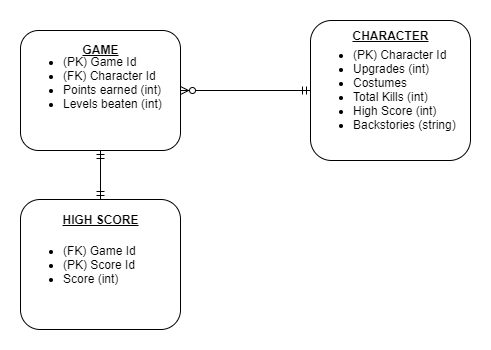 GAME
(PK) Game Id
(FK) Character Id
Points earned (int)
Levels beaten (int)
CHARACTER
(PK) Character Id
Upgrades (int)
Costumes
Total Kills (int)
High Score (int)
Backstories (string)
HIGH SCORE
(FK) Game Id
(PK) Score Id
Score (int)